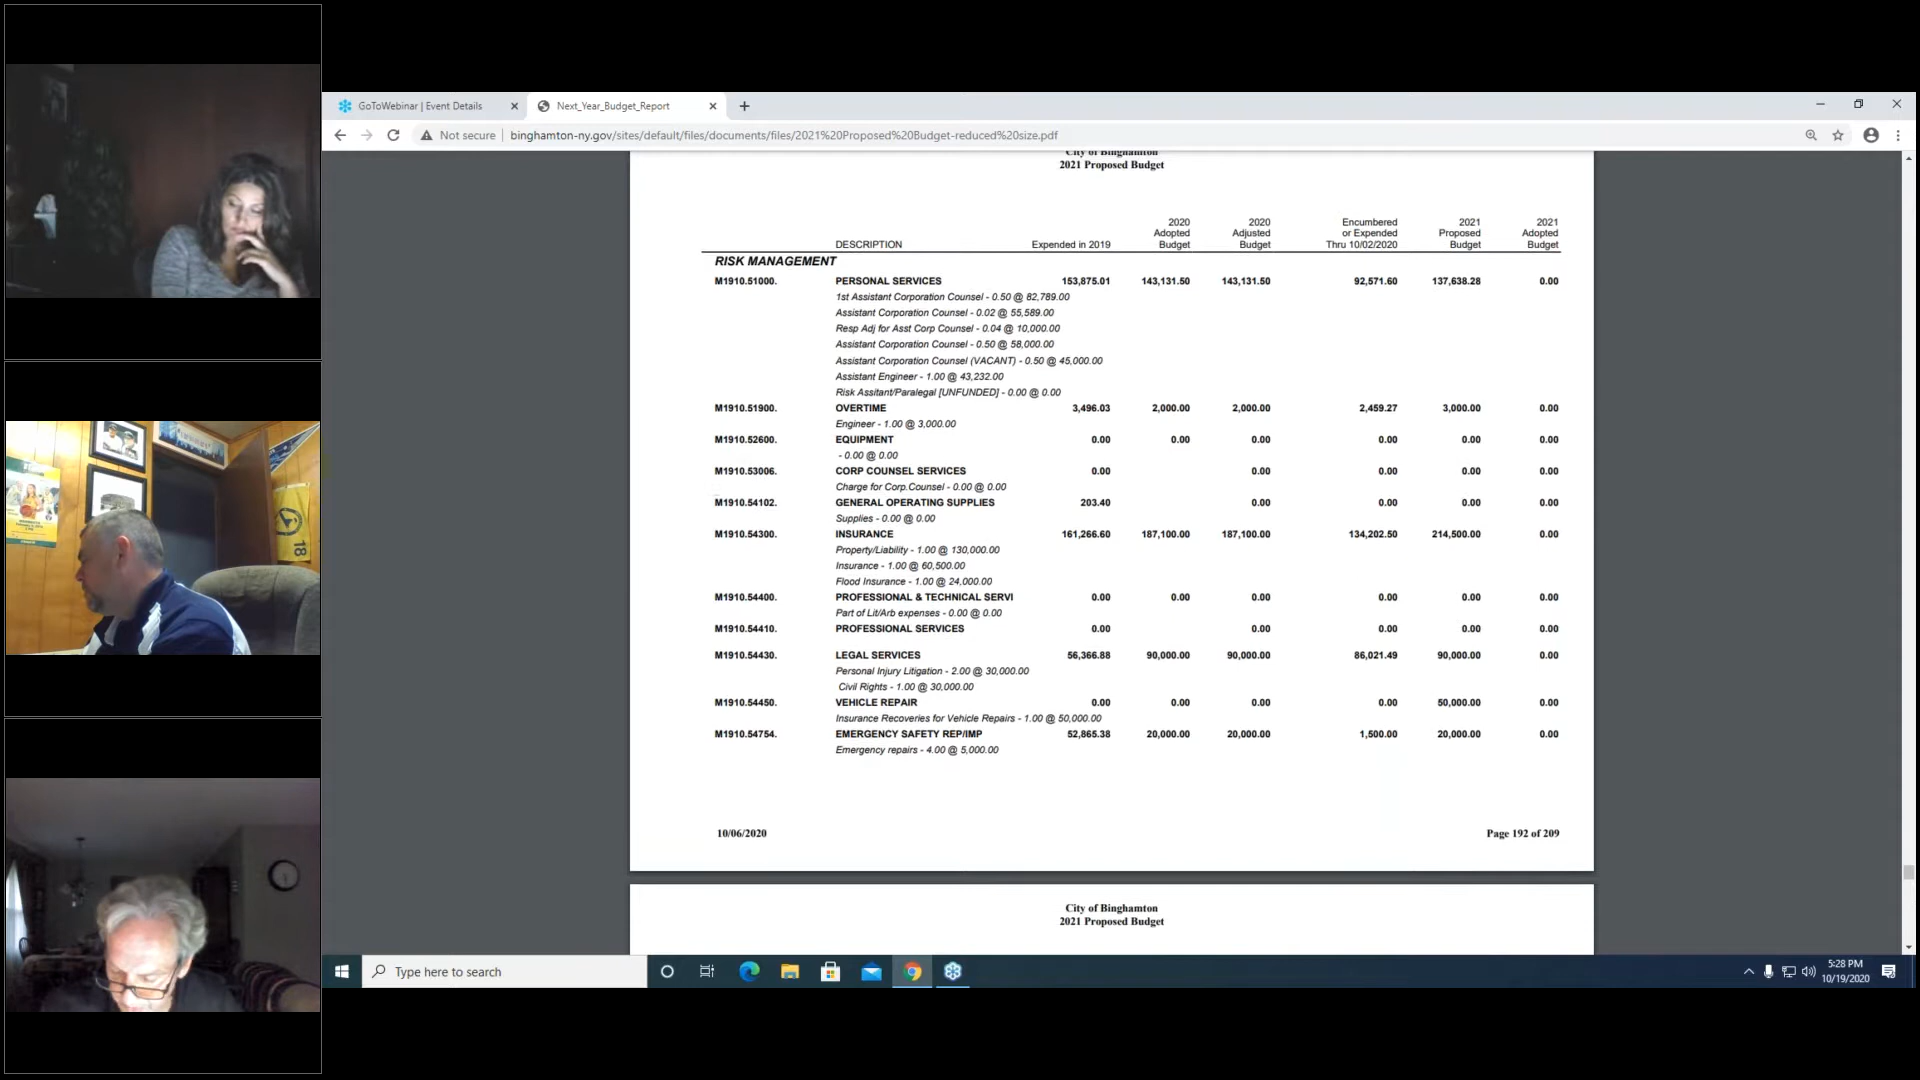 GoToWebinar | Event Details
Next_Year_Budget_Report
Not secure
binghamton-ny.gov/sites/default/files/documents/files/2021%20Proposed%20Budget-reduced%20size.pdf
City of Binghamton
2021 Proposed Budget
DESCRIPTION Expended in 2019 2020 Adopted Budget 2020 Adjusted Budget Encumbered or Expended Thru 10/02/2020 2021 Proposed Budget 2021 Adopted Budget
RISK MANAGEMENT
M1910.51000. PERSONAL SERVICES 153,875.01 143,131.50 143,131.50 92,571.60 137,638.28 0.00
1st Assistant Corporation Counsel - 0.50 @ 82,789.00
Assistant Corporation Counsel - 0.02 @ 55,589.00
Resp Adj for Asst Corp Counsel - 0.04 @ 10,000.00
Assistant Corporation Counsel - 0.50 @ 58,000.00
Assistant Corporation Counsel (VACANT) - 0.50 @ 45,000.00
Assistant Engineer - 1.00 @ 43,232.00
Risk Assitant/Paralegal [UNFUNDED] - 0.00 @ 0.00
M1910.51900. OVERTIME 3,496.03 2,000.00 2,000.00 2,459.27 3,000.00 0.00
Engineer - 1.00 @ 3,000.00
M1910.52600. EQUIPMENT 0.00 0.00 0.00 0.00 0.00 0.00
- 0.00 @ 0.00
M1910.53006. CORP COUNSEL SERVICES 0.00 0.00 0.00 0.00 0.00
Charge for Corp.Counsel - 0.00 @ 0.00
M1910.54102. GENERAL OPERATING SUPPLIES 203.40 0.00 0.00 0.00 0.00
Supplies - 0.00 @ 0.00
M1910.54300. INSURANCE 161,266.60 187,100.00 187,100.00 134,202.50 214,500.00 0.00
Property/Liability - 1.00 @ 130,000.00
Insurance - 1.00 @ 60,500.00
Flood Insurance - 1.00 @ 24,000.00
M1910.54400. PROFESSIONAL & TECHNICAL SERVI 0.00 0.00 0.00 0.00 0.00 0.00
Part of Lit/Arb expenses - 0.00 @ 0.00
M1910.54410. PROFESSIONAL SERVICES 0.00 0.00 0.00 0.00 0.00
M1910.54430. LEGAL SERVICES 56,366.88 90,000.00 90,000.00 86,021.49 90,000.00 0.00
Personal Injury Litigation - 2.00 @ 30,000.00
Civil Rights - 1.00 @ 30,000.00
M1910.54450. VEHICLE REPAIR 0.00 0.00 0.00 0.00 50,000.00 0.00
Insurance Recoveries for Vehicle Repairs - 1.00 @ 50,000.00
M1910.54754. EMERGENCY SAFETY REP/IMP 52,865.38 20,000.00 20,000.00 1,500.00 20,000.00 0.00
Emergency repairs - 4.00 @ 5,000.00
10/06/2020 Page 192 of 209
City of Binghamton
2021 Proposed Budget
Type here to search
5:28 PM
10/19/2020
18